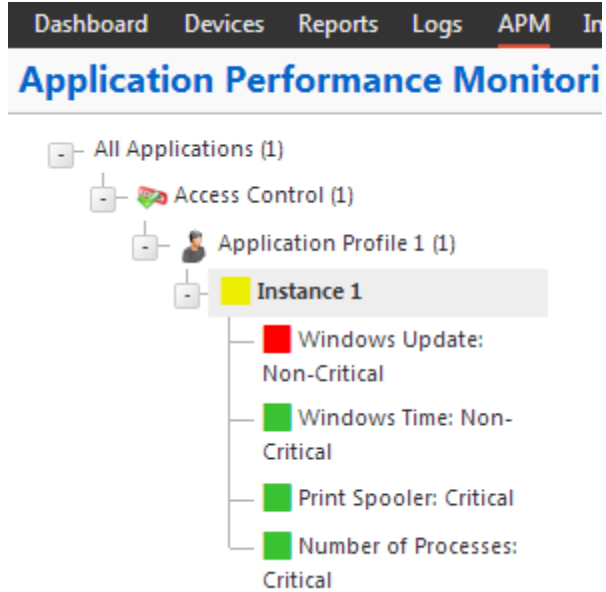 Dashboard Devices Reports Logs APM In
Application Performance Monitori
All Applications (1)
Access Control (1)
Application Profile 1 (1)
Instance 1
Windows Update:
Non-Critical
Windows Time: Non-
Critical
Print Spooler: Critical
Number of Processes:
Critical